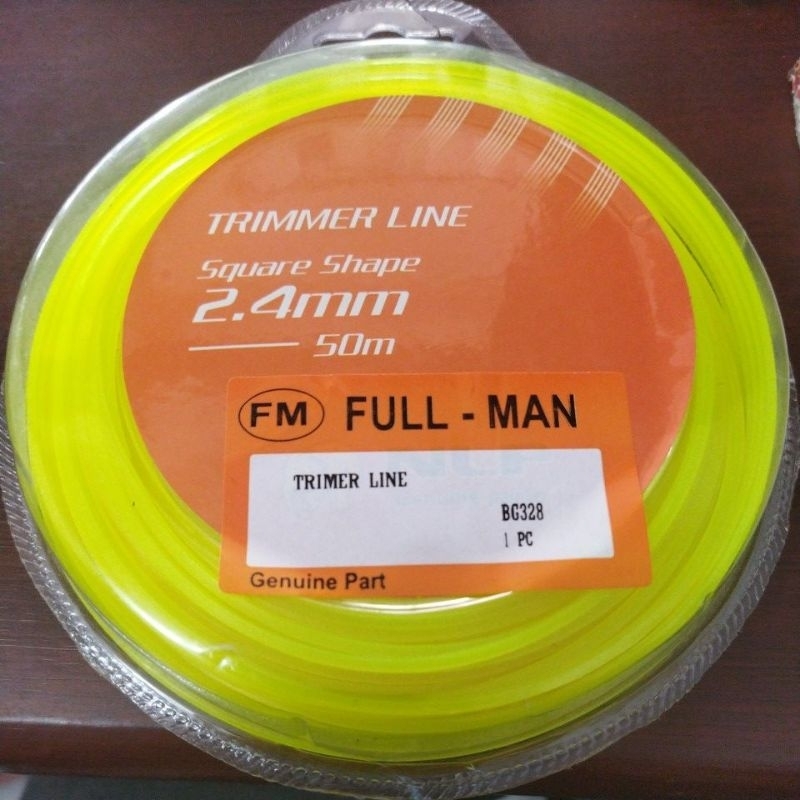 TRIMMER LINE
Square Shape
2.4mm
50m
FM FULL - MAN
TRIMER LINE
BG328
1 PC
Genuine Part